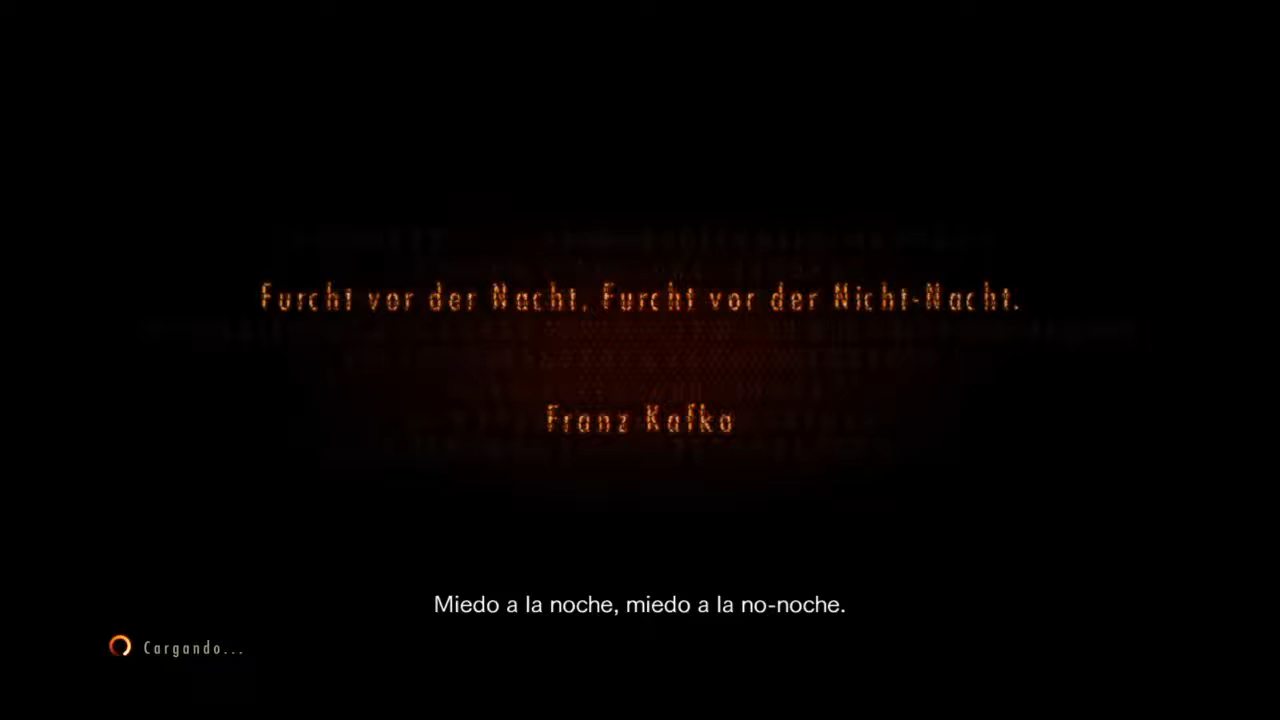 Furcht vor der Nacht. Furcht vor der Nicht-Nacht.
Franz Kafka
Miedo a la noche, miedo a la no-noche.
Cargando...